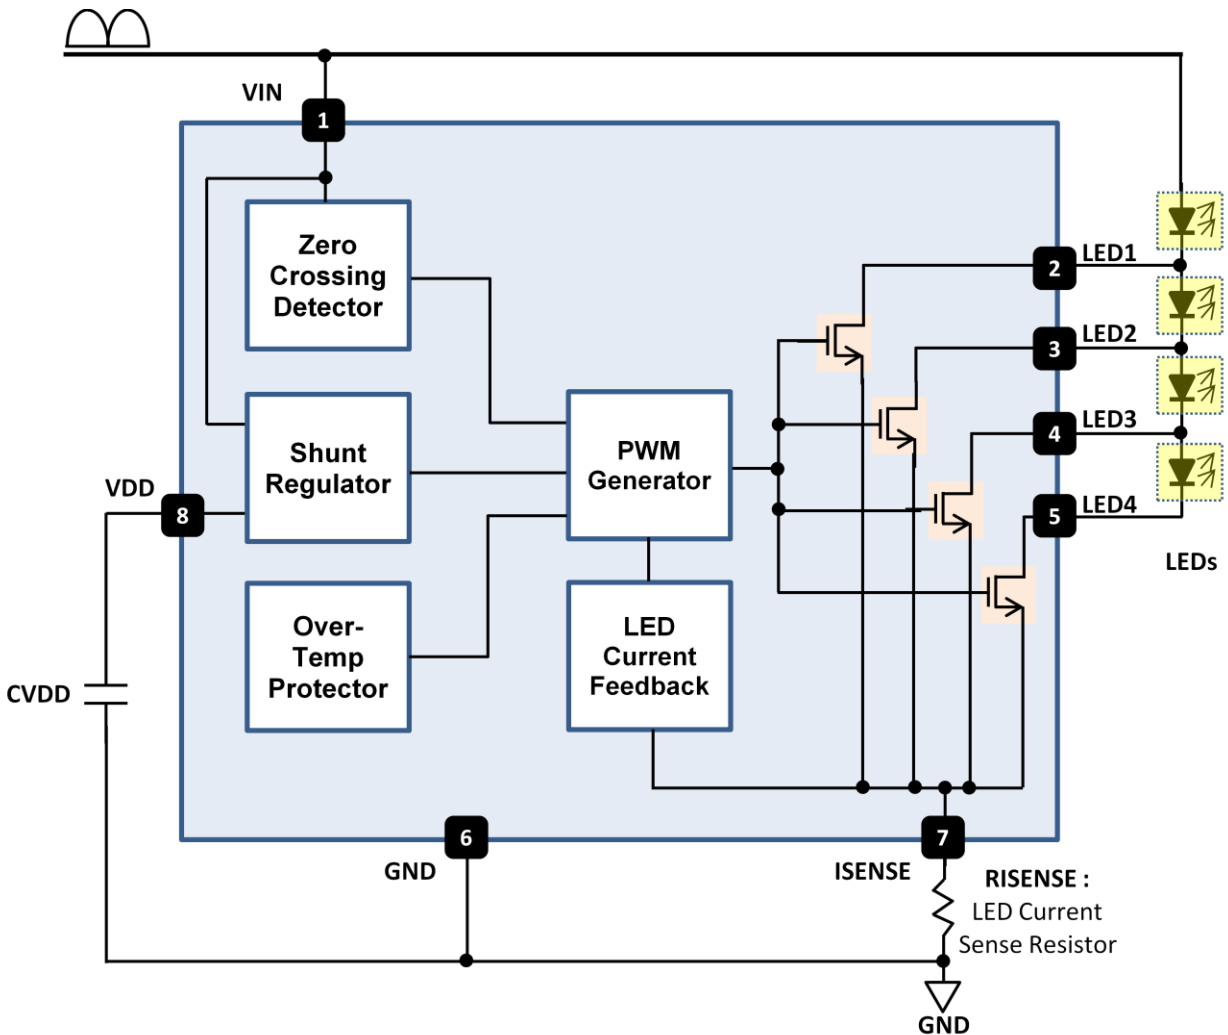 VIN
1
Zero
Crossing
Detector
2
LED1
3
LED2
4
LED3
5
LED4
LEDs
Shunt
Regulator
PWM
Generator
VDD
8
Over-
Temp
Protector
LED
Current
Feedback
CVDD
6
GND
7
ISENSE
RISENSE :
LED Current
Sense Resistor
GND